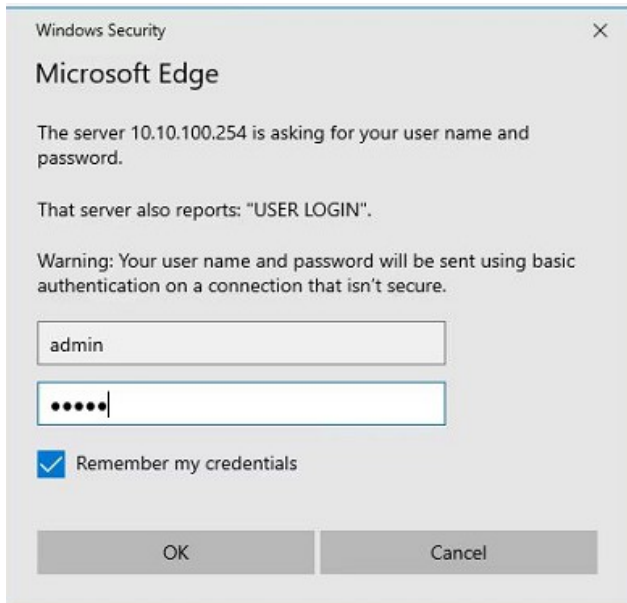 Windows Security
Microsoft Edge
The server 10.10.100.254 is asking for your user name and
password.
That server also reports: "USER LOGIN".
Warning: Your user name and password will be sent using basic
authentication on a connection that isn't secure.
admin
•••••
Remember my credentials
OK
Cancel